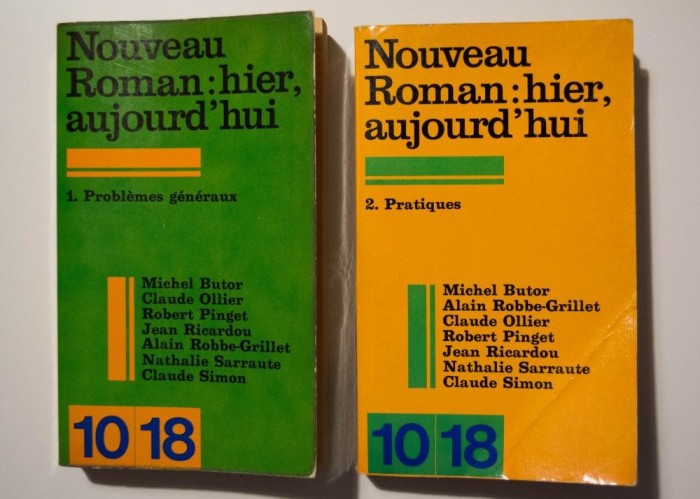 Nouveau
Roman:hier,
aujourd'hui
1. Problèmes généraux
Michel Butor
Claude Ollier
Robert Pinget
Jean Ricardou
Alain Robbe-Grillet
Nathalie Sarraute
Claude Simon
10 18
Nouveau
Roman:hier,
aujourd'hui
2. Pratiques
Michel Butor
Alain Robbe-Grillet
Claude Ollier
Robert Pinget
Jean Ricardou
Nathalie Sarraute
Claude Simon
10 18